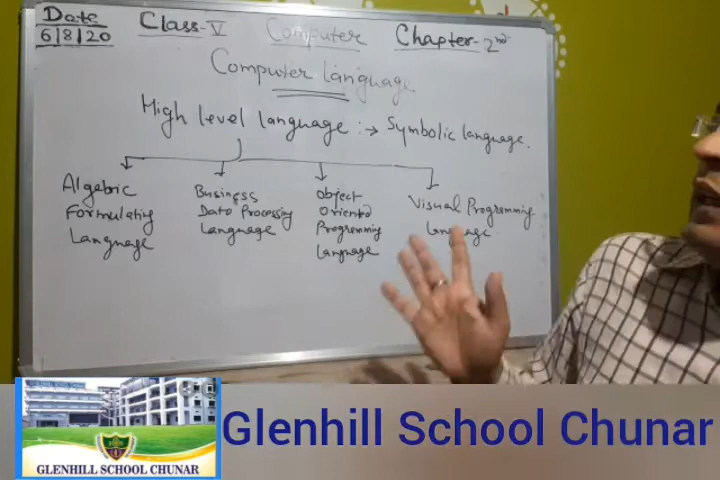 Date
6/8/20
Class-V
Computer
Chapter-2nd
Computer language
High level language :→ Symbolic language.
Algebric
Formulating
Language
Business
Data Processing
Language
Object
Oriented
Programming
Language
Visual Programming
Language
GLENHILL SCHOOL CHUNAR
Glenhill School Chunar